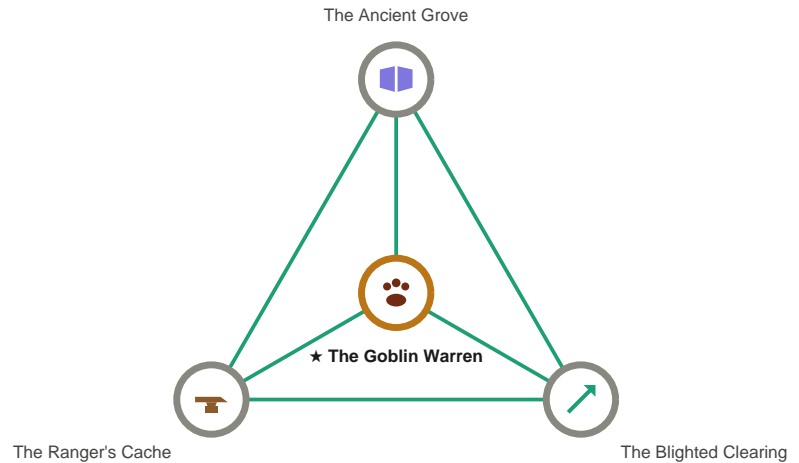 The Ancient Grove
★ The Goblin Warren
The Ranger's Cache
The Blighted Clearing